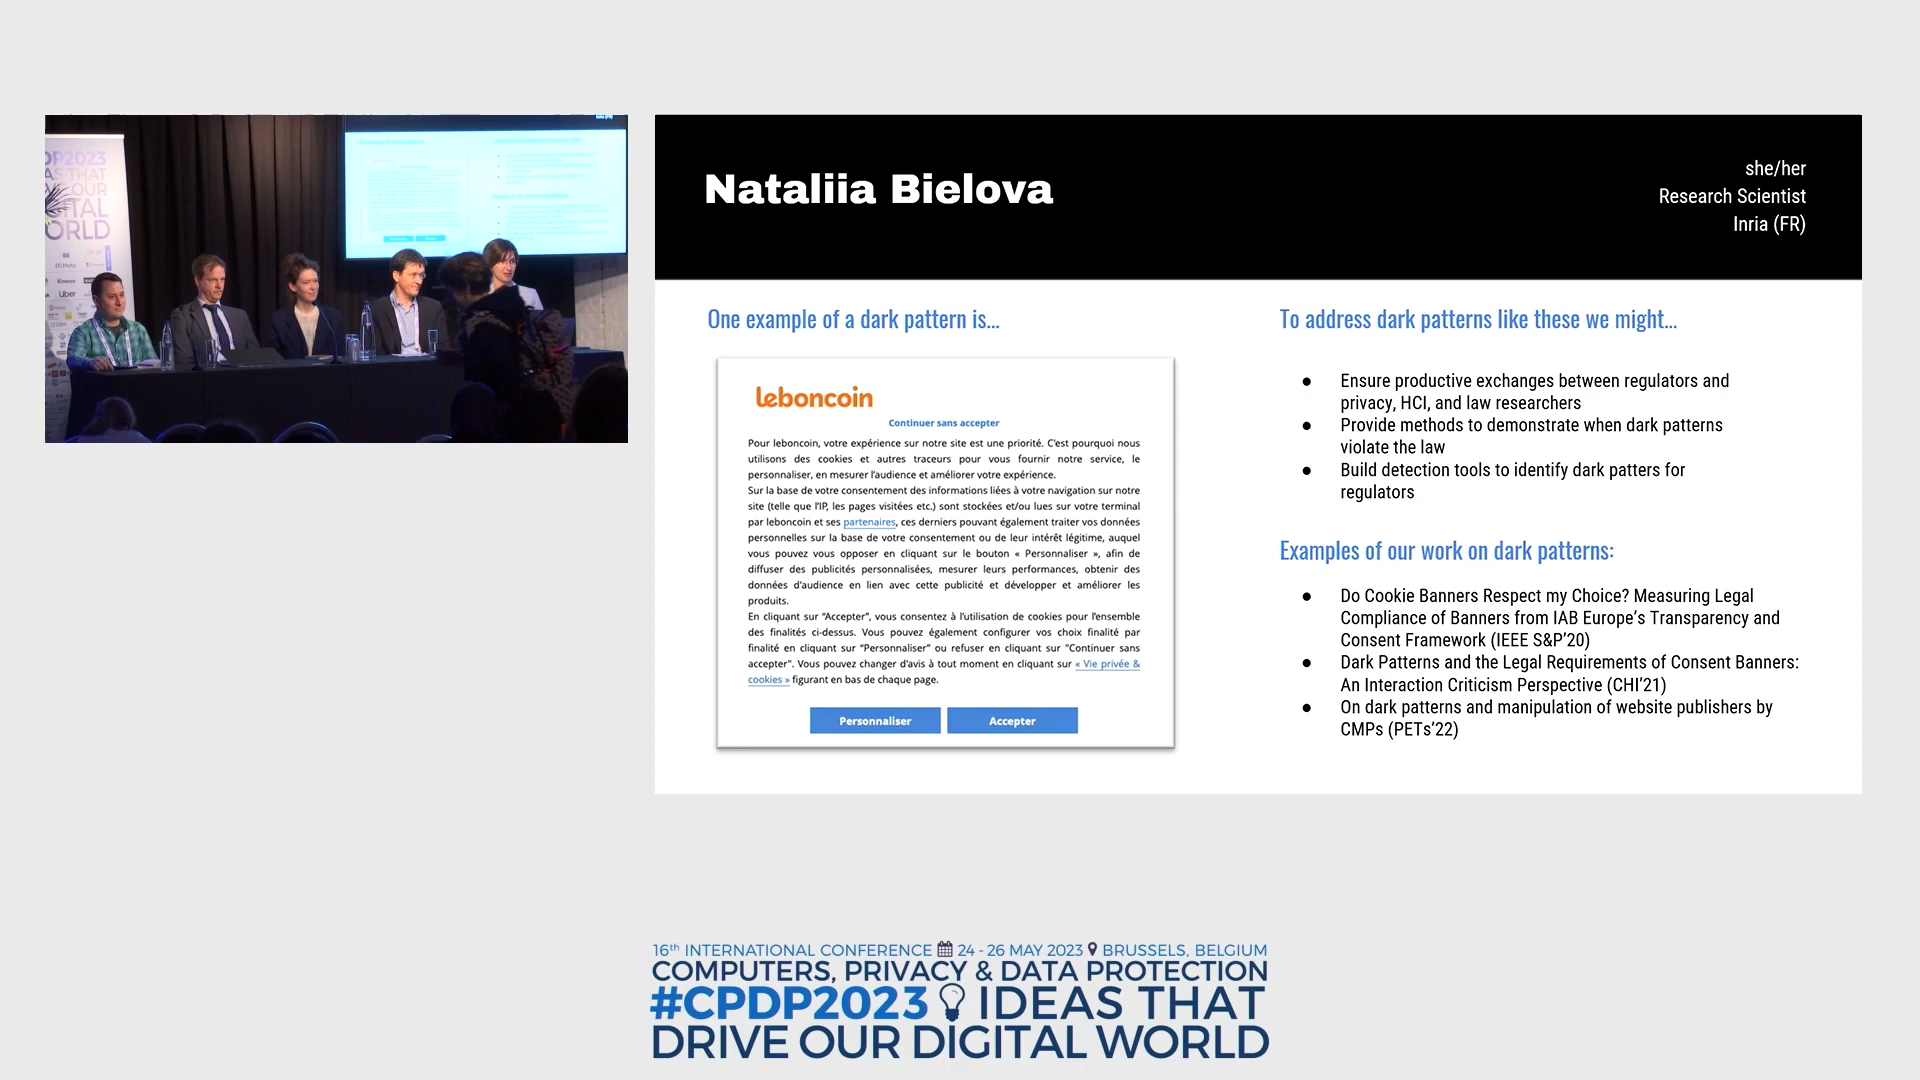 DP2023
AS THAT
OUR
ITAL
ORLD
Meta
Uber
Nataliia Bielova
she/her
Research Scientist
Inria (FR)
One example of a dark pattern is...
leboncoin
Continuer sans accepter
Pour leboncoin, votre expérience sur notre site est une priorité. C'est pourquoi nous
utilisons des cookies et autres traceurs pour vous fournir notre service, le
personnaliser, en mesurer l'audience et améliorer votre expérience.
Sur la base de votre consentement des informations liées à votre navigation sur notre
site (telle que l'IP, les pages visitées etc.) sont stockées et/ou lues sur votre terminal
par leboncoin et ses partenaires, ces derniers pouvant également traiter vos données
personnelles sur la base de votre consentement ou de leur intérêt légitime, auquel
vous pouvez vous opposer en cliquant sur le bouton « Personnaliser », afin de
diffuser des publicités personnalisées, mesurer leurs performances, obtenir des
données d'audience en lien avec cette publicité et développer et améliorer les
produits.
En cliquant sur “Accepter”, vous consentez à l’utilisation de cookies pour l’ensemble
des finalités ci-dessus. Vous pouvez également configurer vos choix finalité par
finalité en cliquant sur “Personnaliser” ou refuser en cliquant sur "Continuer sans
accepter". Vous pouvez changer d'avis à tout moment en cliquant sur « Vie privée &
cookies » figurant en bas de chaque page.
Personnaliser
Accepter
To address dark patterns like these we might...
● Ensure productive exchanges between regulators and
privacy, HCI, and law researchers
● Provide methods to demonstrate when dark patterns
violate the law
● Build detection tools to identify dark patters for
regulators
Examples of our work on dark patterns:
● Do Cookie Banners Respect my Choice? Measuring Legal
Compliance of Banners from IAB Europe’s Transparency and
Consent Framework (IEEE S&P’20)
● Dark Patterns and the Legal Requirements of Consent Banners:
An Interaction Criticism Perspective (CHI’21)
● On dark patterns and manipulation of website publishers by
CMPs (PETs’22)
16th INTERNATIONAL CONFERENCE 24 - 26 MAY 2023 BRUSSELS, BELGIUM
COMPUTERS, PRIVACY & DATA PROTECTION
#CPDP2023 IDEAS THAT
DRIVE OUR DIGITAL WORLD